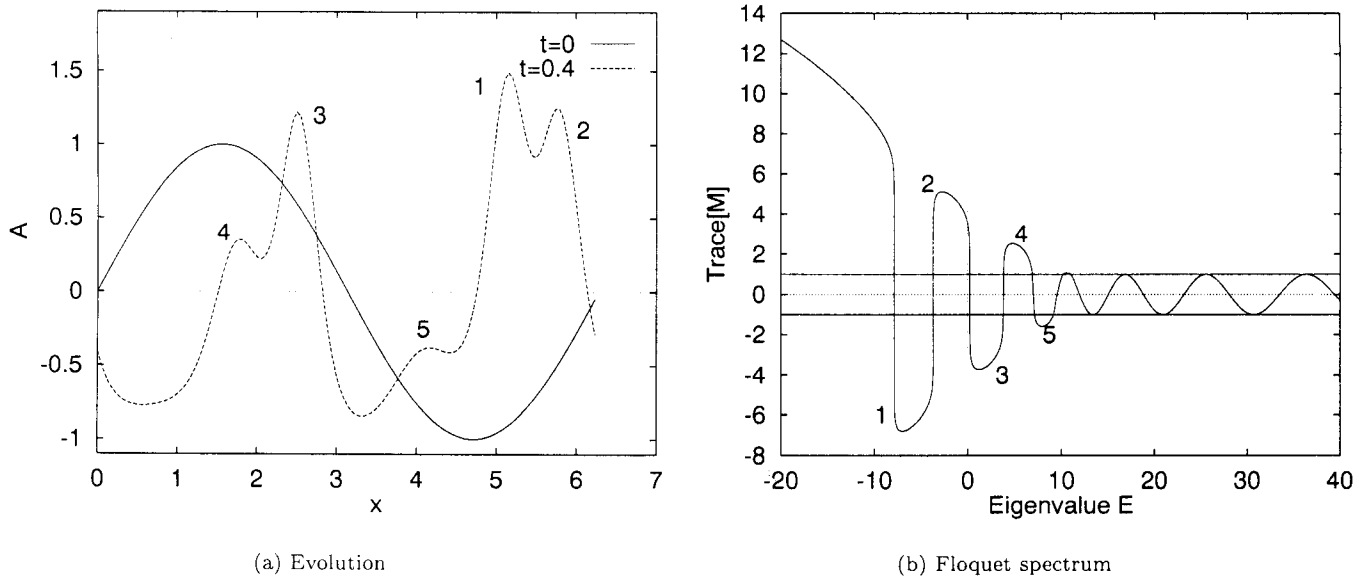 1.5
1
0.5
0
-0.5
-1
A
0 1 2 3 4 5 6 7
x
t=0
t=0.4
1
2
3
4
5
(a) Evolution
14
12
10
8
6
4
2
0
-2
-4
-6
-8
Trace[M]
-20 -10 0 10 20 30 40
Eigenvalue E
1
2
3
4
5
(b) Floquet spectrum